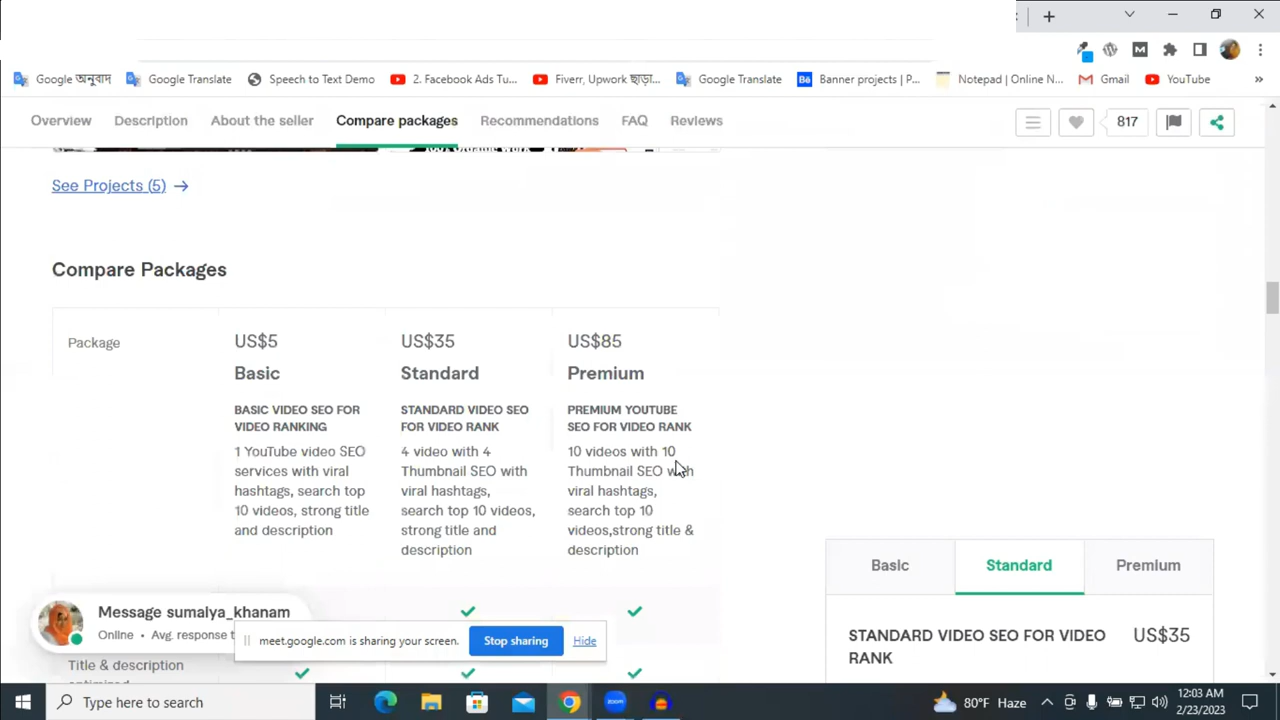 Google অনুবাদ
Google Translate
Speech to Text Demo
2. Facebook Ads Tu...
Fiverr, Upwork ছাড়া...
Google Translate
Banner projects | P...
Notepad | Online N...
Gmail
YouTube
Overview
Description
About the seller
Compare packages
Recommendations
FAQ
Reviews
817
See Projects (5)
Compare Packages
Package
US$5
Basic
BASIC VIDEO SEO FOR
VIDEO RANKING
1 YouTube video SEO
services with viral
hashtags, search top
10 videos, strong title
and description
US$35
Standard
STANDARD VIDEO SEO
FOR VIDEO RANK
4 video with 4
Thumbnail SEO with
viral hashtags,
search top 10 videos,
strong title and
description
US$85
Premium
PREMIUM YOUTUBE
SEO FOR VIDEO RANK
10 videos with 10
Thumbnail SEO with
viral hashtags,
search top 10
videos,strong title &
description
Basic
Standard
Premium
STANDARD VIDEO SEO FOR VIDEO
RANK
US$35
Message sumaiya_khanam
Online • Avg. response t
meet.google.com is sharing your screen.
Stop sharing
Hide
Title & description
Type here to search
80°F Haze
12:03 AM
2/23/2023